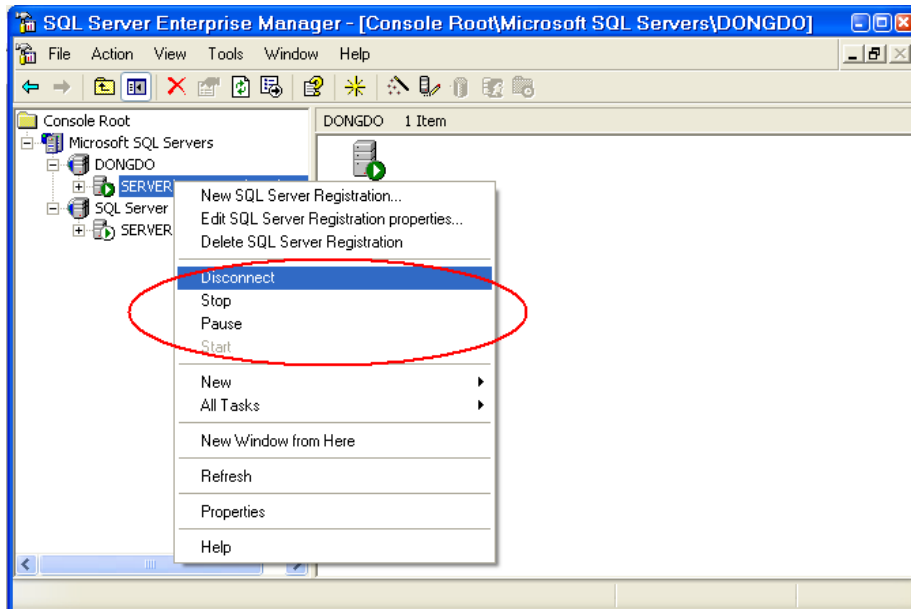 SQL Server Enterprise Manager - [Console Root\Microsoft SQL Servers\DONGDO]
File Action View Tools Window Help
Console Root
DONGDO 1 Item
Microsoft SQL Servers
DONGDO
SERVER
SQL Server
SERVER
New SQL Server Registration...
Edit SQL Server Registration properties...
Delete SQL Server Registration
Disconnect
Stop
Pause
Start
New
All Tasks
New Window from Here
Refresh
Properties
Help